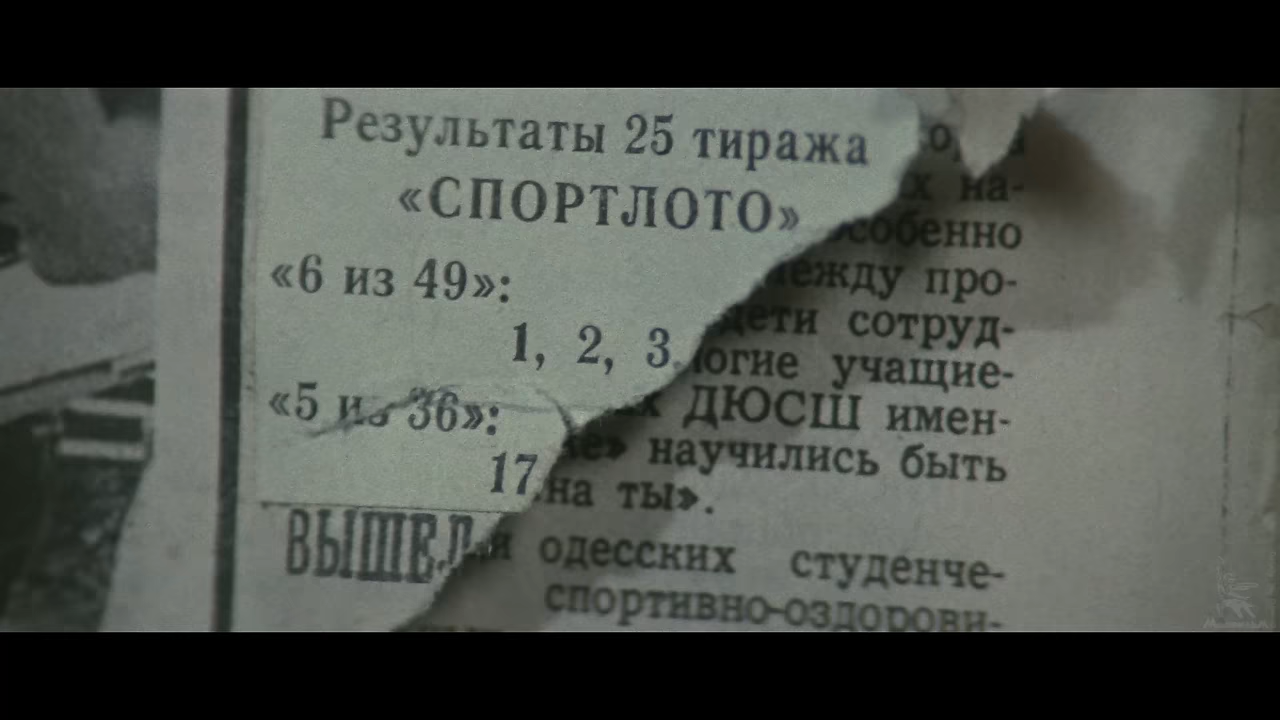 Результаты 25 тиража
«СПОРТЛОТО»
«6 из 49»:
1, 2, 3
«5 из 36»:
17
ВЫШЕЛ
на-
особенно
между про-
дети сотруд-
учащие-
ДЮСШ имен-
научились быть
на ты».
одесских студенче-
спортивно-оздорови-